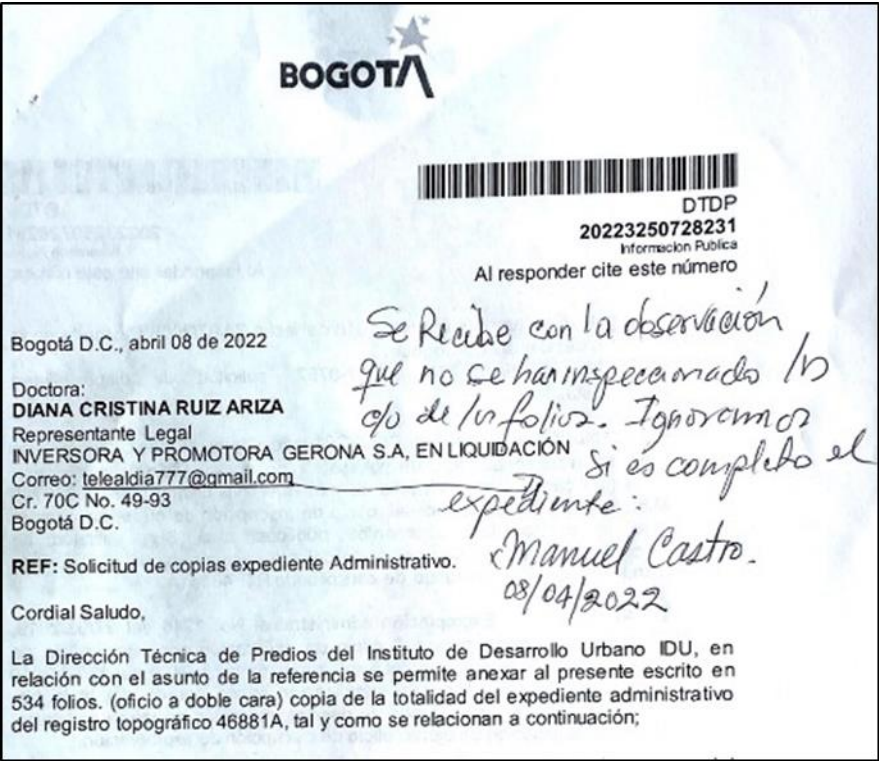 BOGOTÁ
DTDP
20223250728231
Informacion Publica
Al responder cite este número
Se Recibe con la observación
que no se han inspeccionado los
c/o de los folios. Ignoramos
si es completo el
expediente.
Manuel Castro.
08/04/2022
Bogotá D.C., abril 08 de 2022
Doctora:
DIANA CRISTINA RUIZ ARIZA
Representante Legal
INVERSORA Y PROMOTORA GERONA S.A, EN LIQUIDACIÓN
Correo: telealdia777@gmail.com
Cr. 70C No. 49-93
Bogotá D.C.
REF: Solicitud de copias expediente Administrativo.
Cordial Saludo,
La Dirección Técnica de Predios del Instituto de Desarrollo Urbano IDU, en
relación con el asunto de la referencia se permite anexar al presente escrito en
534 folios. (oficio a doble cara) copia de la totalidad del expediente administrativo
del registro topográfico 46881A, tal y como se relacionan a continuación;